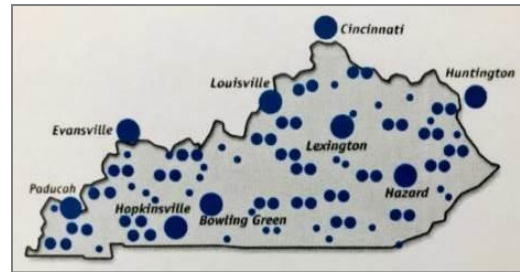 Cincinnati
Huntington
Louisville
Evansville
Lexington
Paducah
Hazard
Hopkinsville
Bowling Green